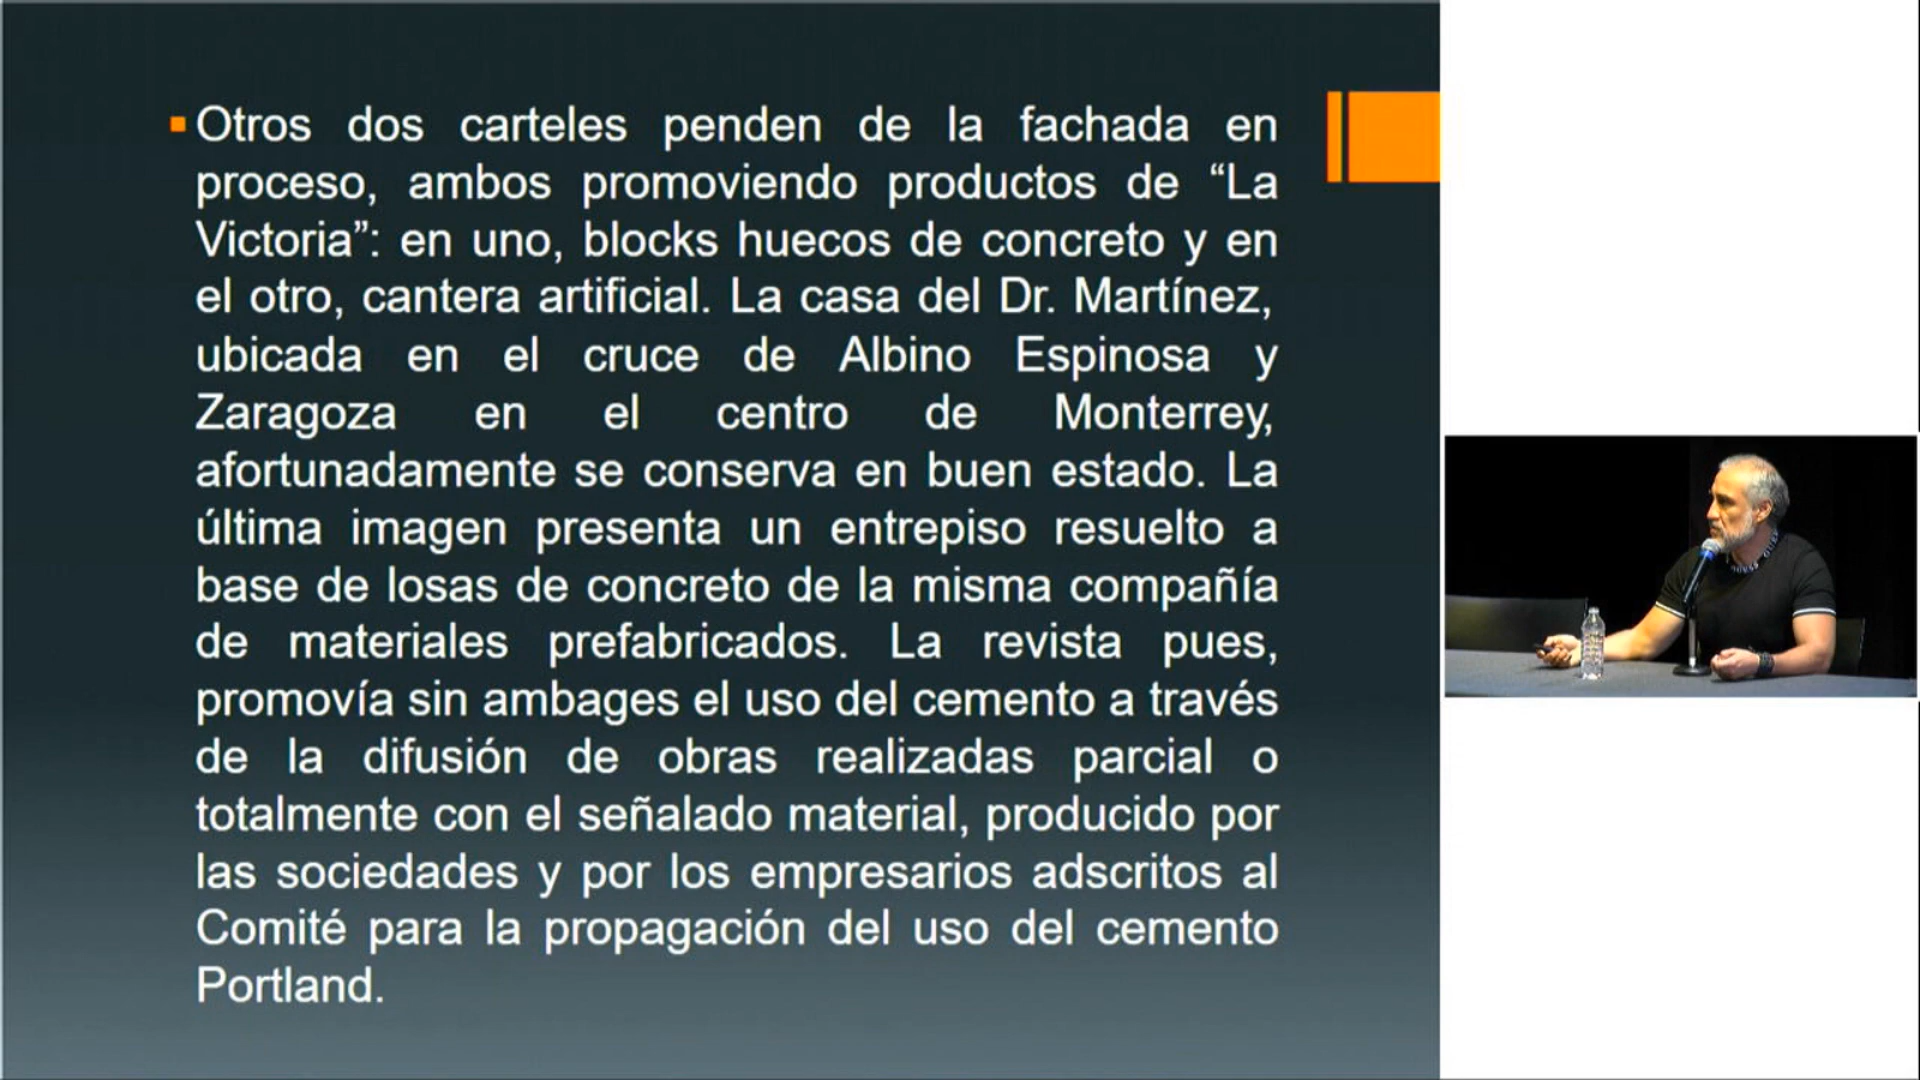 Otros dos carteles penden de la fachada en
proceso, ambos promoviendo productos de “La
Victoria”: en uno, blocks huecos de concreto y en
el otro, cantera artificial. La casa del Dr. Martínez,
ubicada en el cruce de Albino Espinosa y
Zaragoza en el centro de Monterrey,
afortunadamente se conserva en buen estado. La
última imagen presenta un entrepiso resuelto a
base de losas de concreto de la misma compañía
de materiales prefabricados. La revista pues,
promovía sin ambages el uso del cemento a través
de la difusión de obras realizadas parcial o
totalmente con el señalado material, producido por
las sociedades y por los empresarios adscritos al
Comité para la propagación del uso del cemento
Portland.